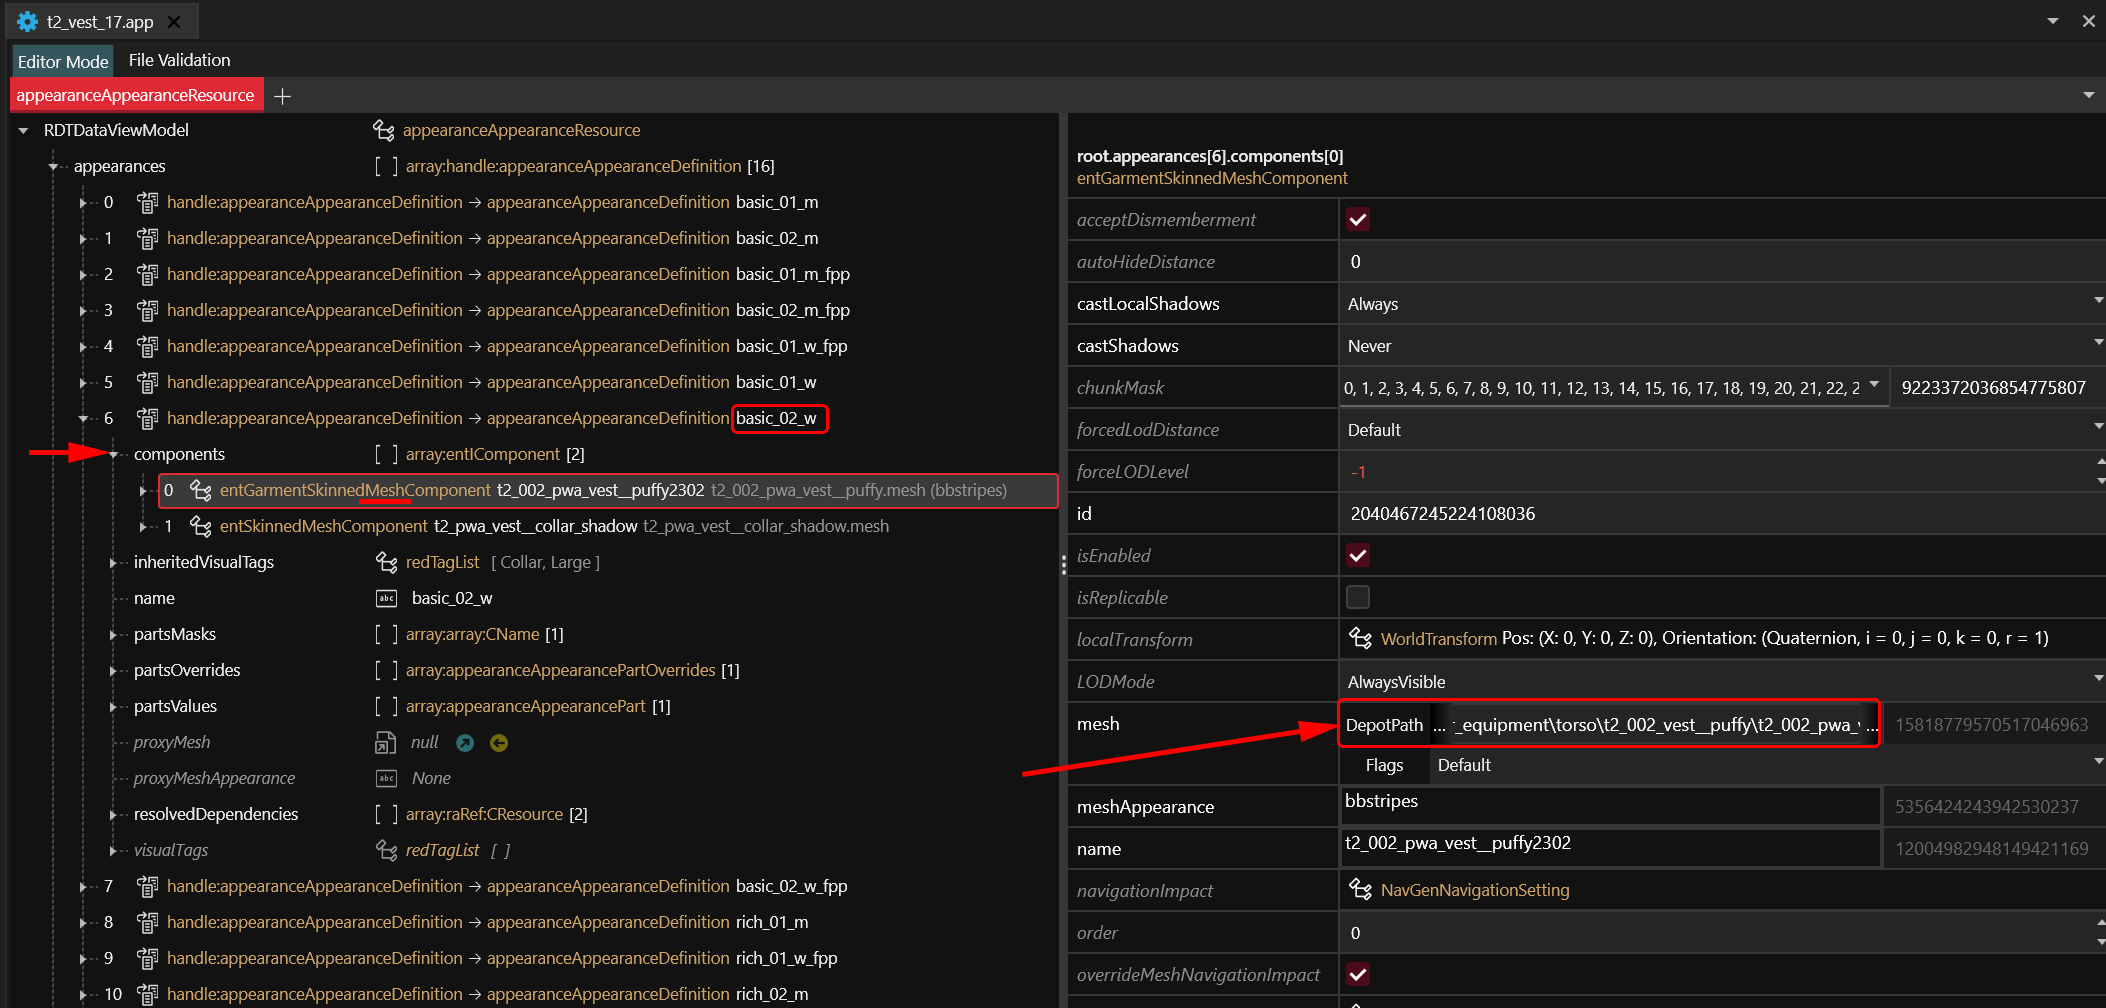 t2_vest_17.app
Editor Mode File Validation
appearanceAppearanceResource
RDTDataViewModel appearanceAppearanceResource
appearances [ ] array:handle:appearanceAppearanceDefinition [16]
0 handle:appearanceAppearanceDefinition → appearanceAppearanceDefinition basic_01_m
1 handle:appearanceAppearanceDefinition → appearanceAppearanceDefinition basic_02_m
2 handle:appearanceAppearanceDefinition → appearanceAppearanceDefinition basic_01_m_fpp
3 handle:appearanceAppearanceDefinition → appearanceAppearanceDefinition basic_02_m_fpp
4 handle:appearanceAppearanceDefinition → appearanceAppearanceDefinition basic_01_w_fpp
5 handle:appearanceAppearanceDefinition → appearanceAppearanceDefinition basic_01_w
6 handle:appearanceAppearanceDefinition → appearanceAppearanceDefinition basic_02_w
components [ ] array:entIComponent [2]
0 entGarmentSkinnedMeshComponent t2_002_pwa_vest__puffy2302 t2_002_pwa_vest__puffy.mesh (bbstripes)
1 entSkinnedMeshComponent t2_pwa_vest__collar_shadow t2_pwa_vest__collar_shadow.mesh
inheritedVisualTags redTagList [ Collar, Large ]
name abc basic_02_w
partsMasks [ ] array:array:CName [1]
partsOverrides [ ] array:appearanceAppearancePartOverrides [1]
partsValues [ ] array:appearanceAppearancePart [1]
proxyMesh null
proxyMeshAppearance abc None
resolvedDependencies [ ] array:raRef:CResource [2]
visualTags redTagList [ ]
7 handle:appearanceAppearanceDefinition → appearanceAppearanceDefinition basic_02_w_fpp
8 handle:appearanceAppearanceDefinition → appearanceAppearanceDefinition rich_01_m
9 handle:appearanceAppearanceDefinition → appearanceAppearanceDefinition rich_01_w_fpp
10 handle:appearanceAppearanceDefinition → appearanceAppearanceDefinition rich_02_m
root.appearances[6].components[0]
entGarmentSkinnedMeshComponent
acceptDismemberment
autoHideDistance 0
castLocalShadows Always
castShadows Never
chunkMask 0, 1, 2, 3, 4, 5, 6, 7, 8, 9, 10, 11, 12, 13, 14, 15, 16, 17, 18, 19, 20, 21, 22, 2 9223372036854775807
forcedLodDistance Default
forceLODLevel -1
id 2040467245224108036
isEnabled
isReplicable
localTransform WorldTransform Pos: (X: 0, Y: 0, Z: 0), Orientation: (Quaternion, i = 0, j = 0, k = 0, r = 1)
LODMode AlwaysVisible
mesh DepotPath ... _equipment\torso\t2_002_vest__puffy\t2_002_pwa_ ... 15818779570517046963
Flags Default
meshAppearance bbstripes 5356424243942530237
name t2_002_pwa_vest__puffy2302 12004982948149421169
navigationImpact NavGenNavigationSetting
order 0
overrideMeshNavigationImpact